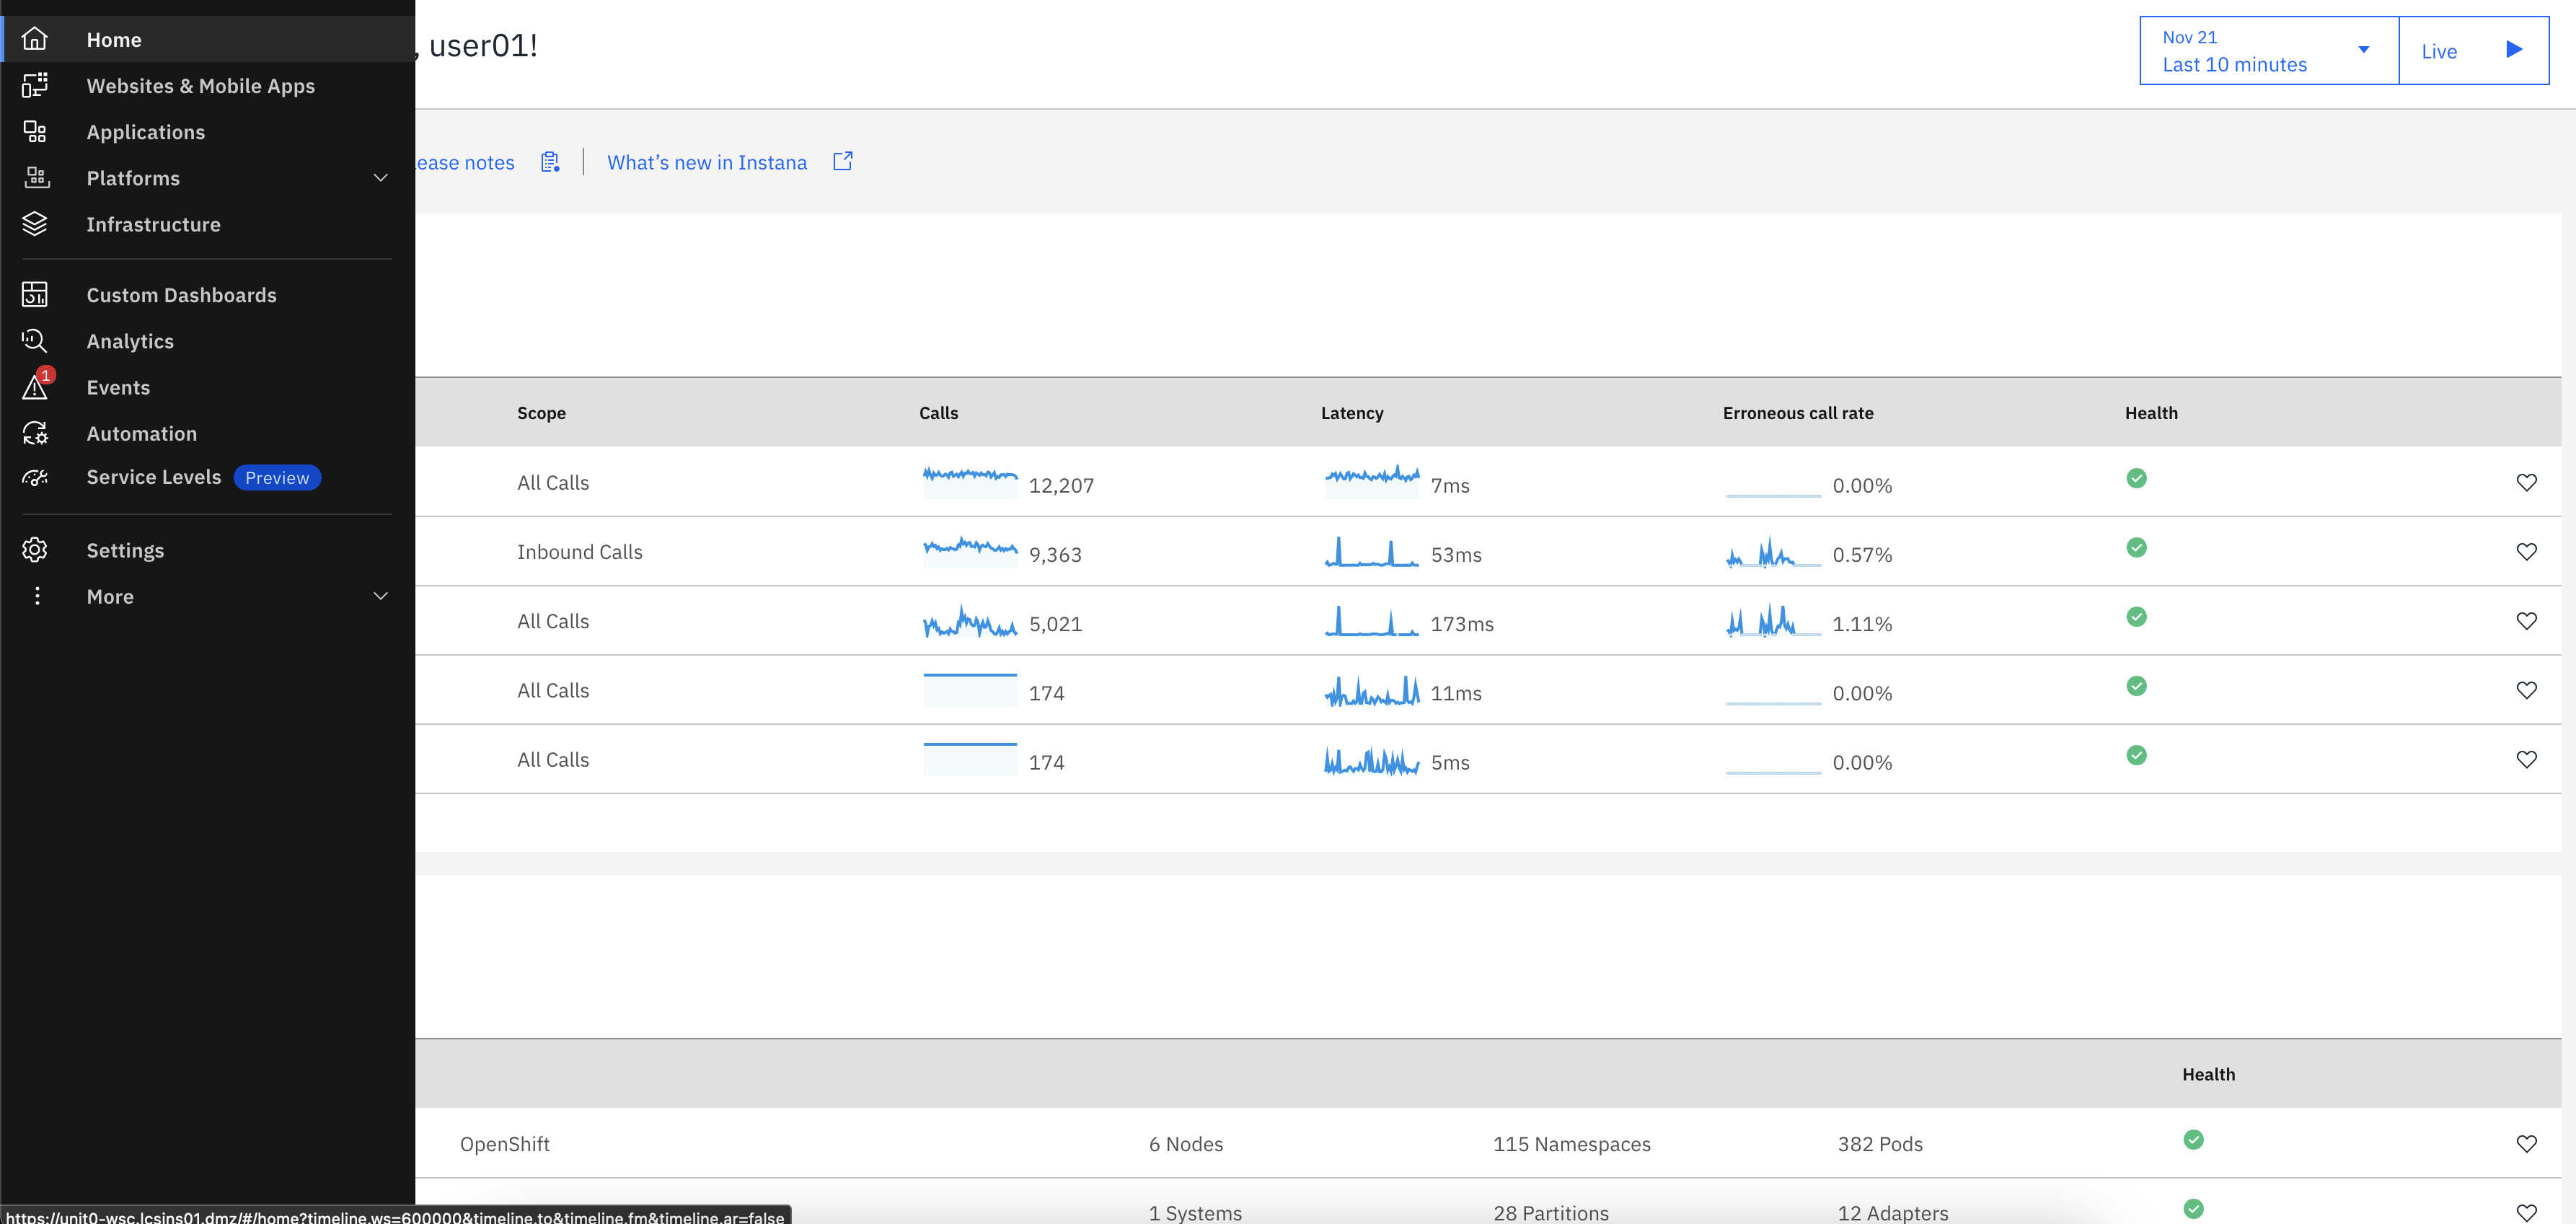 Home
Websites & Mobile Apps
Applications
Platforms
Infrastructure
Custom Dashboards
Analytics
1
Events
Automation
Service Levels Preview
Settings
More
, user01!
Nov 21
Last 10 minutes
Live
ease notes
What’s new in Instana
Scope Calls Latency Erroneous call rate Health
All Calls 12,207 7ms 0.00%
Inbound Calls 9,363 53ms 0.57%
All Calls 5,021 173ms 1.11%
All Calls 174 11ms 0.00%
All Calls 174 5ms 0.00%
Health
OpenShift 6 Nodes 115 Namespaces 382 Pods
1 Systems 28 Partitions 12 Adapters
https://unit0-wsc.lcsins01.dmz/#/home?timeline.ws=600000&timeline.to&timeline.fm&timeline.ar=false